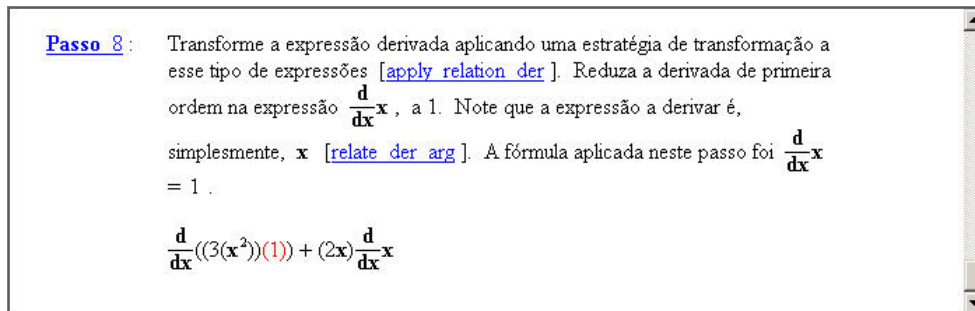 Passo 8 : Transforme a expressão derivada aplicando uma estratégia de transformação a
esse tipo de expressões [apply relation der ]. Reduza a derivada de primeira
ordem na expressão d/dx x , a 1. Note que a expressão a derivar é,
simplesmente, x [relate der arg ]. A fórmula aplicada neste passo foi d/dx x
= 1 .
d/dx((3(x²))(1)) + (2x)d/dx x